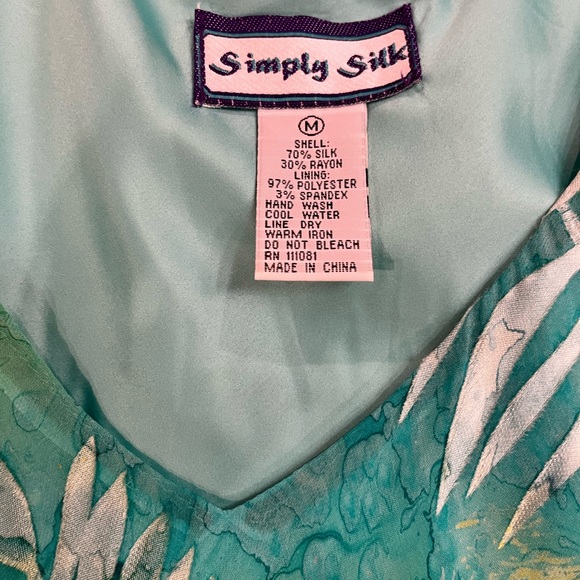 Simply Silk
M
SHELL:
70% SILK
30% RAYON
LINING:
97% POLYESTER
3% SPANDEX
HAND WASH
COOL WATER
LINE DRY
WARM IRON
DO NOT BLEACH
RN 111081
MADE IN CHINA